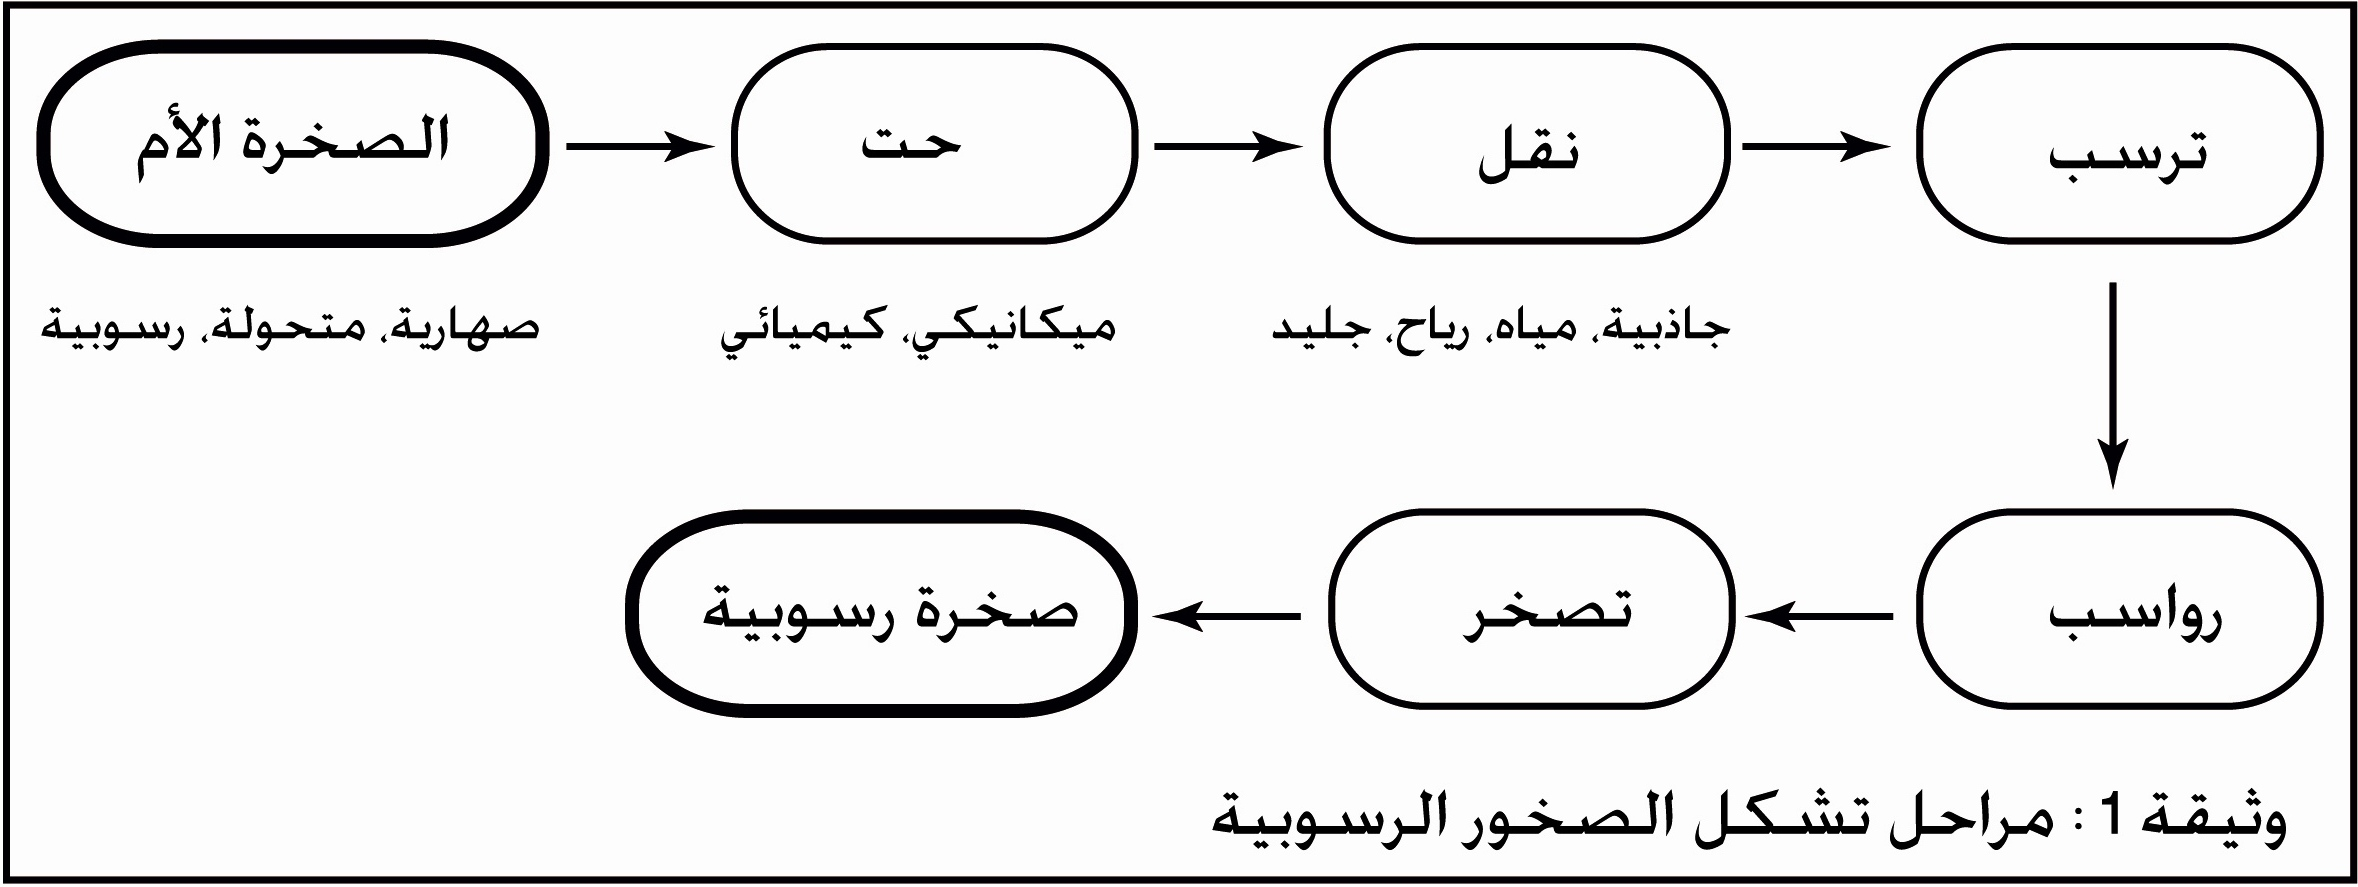 الصخرة الأم
حت
نقل
ترسب
صهارية، متحولة، رسوبية
ميكانيكي، كيميائي
جاذبية، مياه، رياح، جليد
رواسب
تصخر
صخرة رسوبية
وثيقة 1 : مراحل تشكل الصخور الرسوبية